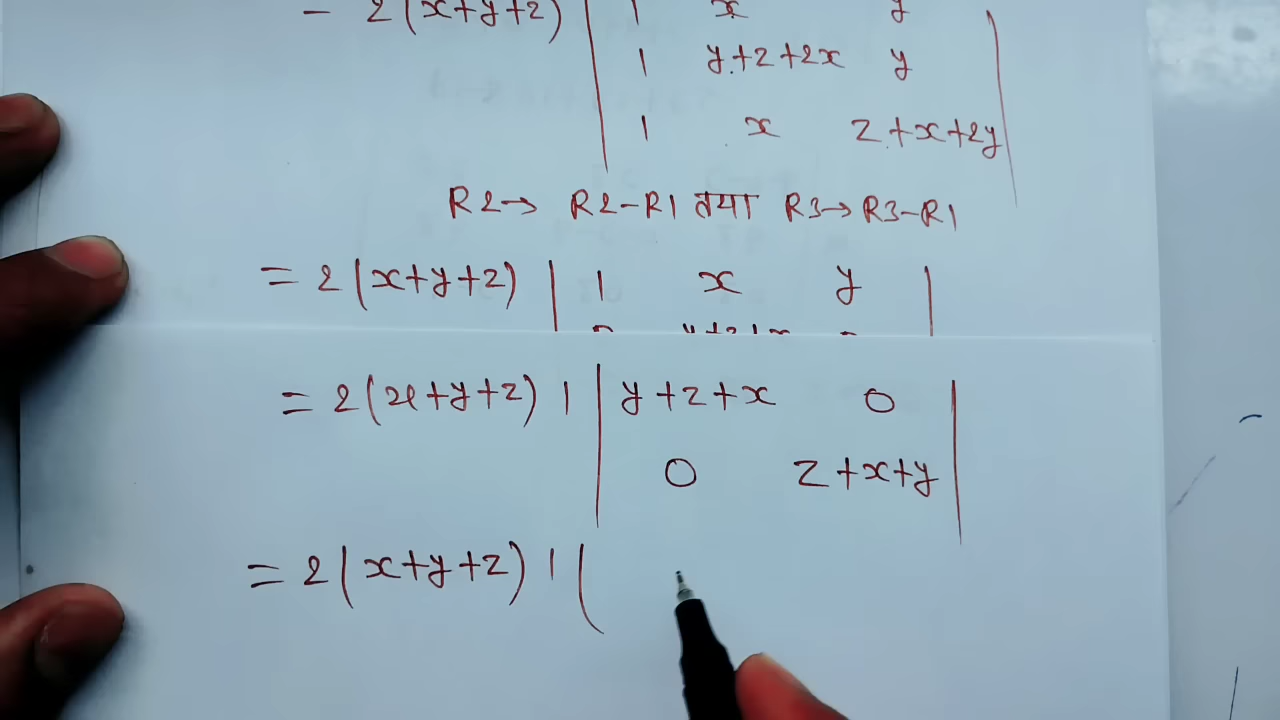 = 2(x+y+z) | 1 x y
1 y+z+2x y
1 x z+x+2y |
R2→ R2-R1 तथा R3→R3-R1
= 2(x+y+z) | 1 x y |
= 2(x+y+z) 1 | y+z+x 0
0 z+x+y |
= 2(x+y+z) 1 (